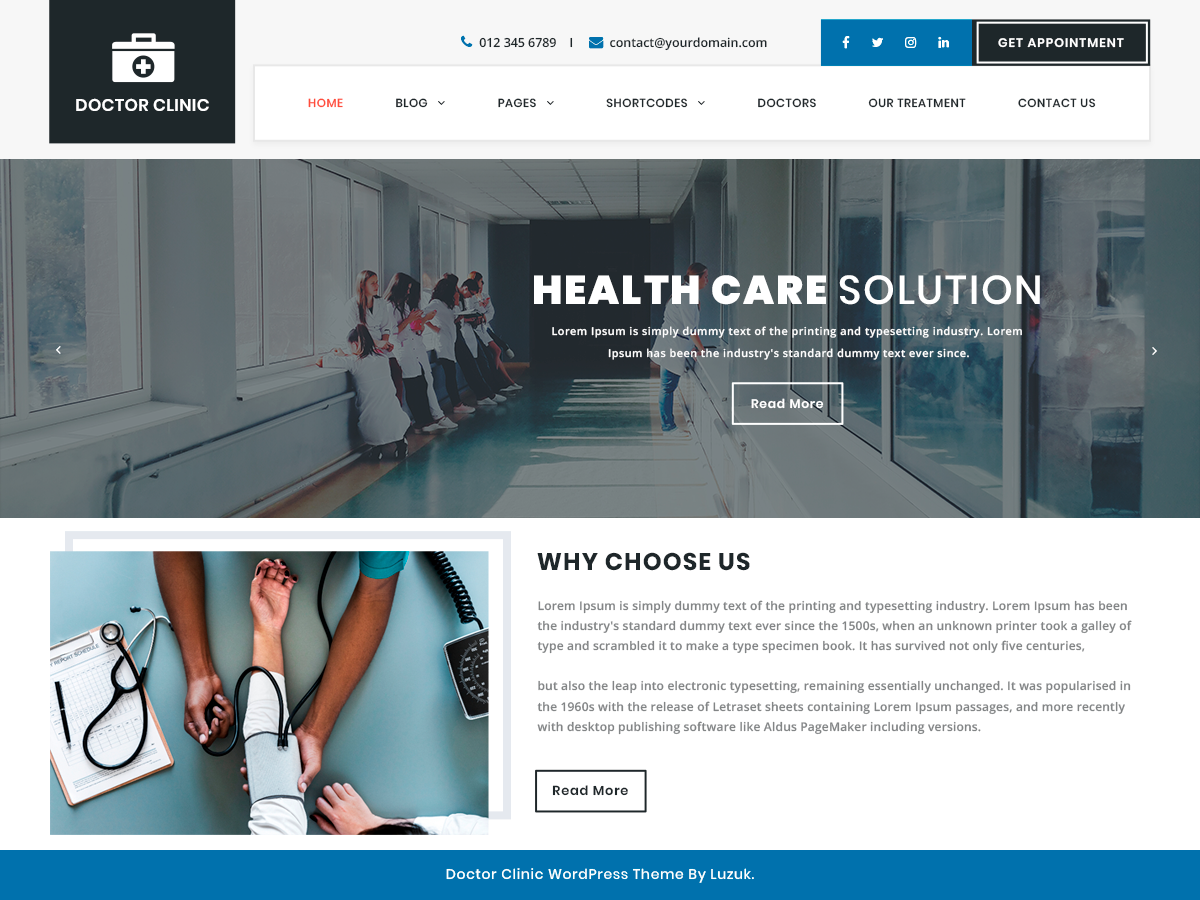 012 345 6789 | contact@yourdomain.com
GET APPOINTMENT
DOCTOR CLINIC
HOME BLOG PAGES SHORTCODES DOCTORS OUR TREATMENT CONTACT US
HEALTH CARE SOLUTION
Lorem Ipsum is simply dummy text of the printing and typesetting industry. Lorem
Ipsum has been the industry's standard dummy text ever since.
Read More
WHY CHOOSE US
Lorem Ipsum is simply dummy text of the printing and typesetting industry. Lorem Ipsum has been
the industry's standard dummy text ever since the 1500s, when an unknown printer took a galley of
type and scrambled it to make a type specimen book. It has survived not only five centuries,
but also the leap into electronic typesetting, remaining essentially unchanged. It was popularised in
the 1960s with the release of Letraset sheets containing Lorem Ipsum passages, and more recently
with desktop publishing software like Aldus PageMaker including versions.
REPORT SCHEDULE
Read More
Doctor Clinic WordPress Theme By Luzuk.